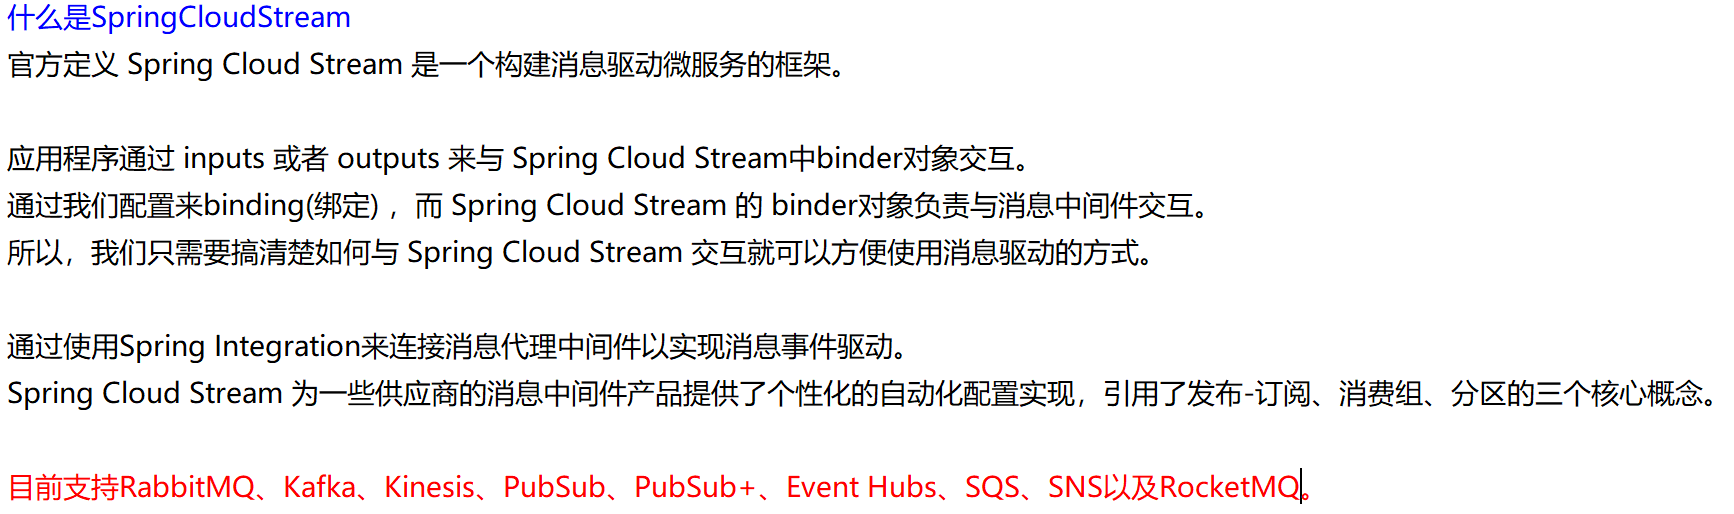 什么是SpringCloudStream
官方定义 Spring Cloud Stream 是一个构建消息驱动微服务的框架。
应用程序通过 inputs 或者 outputs 来与 Spring Cloud Stream中binder对象交互。
通过我们配置来binding(绑定) ，而 Spring Cloud Stream 的 binder对象负责与消息中间件交互。
所以，我们只需要搞清楚如何与 Spring Cloud Stream 交互就可以方便使用消息驱动的方式。
通过使用Spring Integration来连接消息代理中间件以实现消息事件驱动。
Spring Cloud Stream 为一些供应商的消息中间件产品提供了个性化的自动化配置实现，引用了发布-订阅、消费组、分区的三个核心概念。
目前支持RabbitMQ、Kafka、Kinesis、PubSub、PubSub+、Event Hubs、SQS、SNS以及RocketMQ。